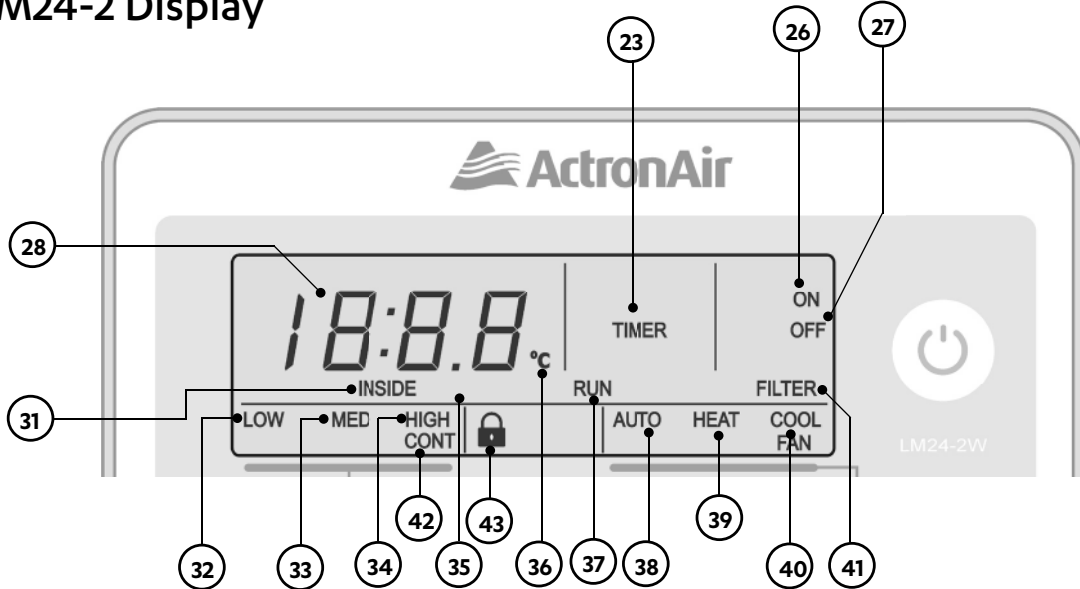 M24-2 Display
23
26
27
ActronAir
28
18:8.8
°C
TIMER
ON
OFF
INSIDE
RUN
FILTER
31
LOW
MED
HIGH
CONT
AUTO
HEAT
COOL
FAN
LM24-2W
42
43
39
32
33
34
35
36
37
38
40
41